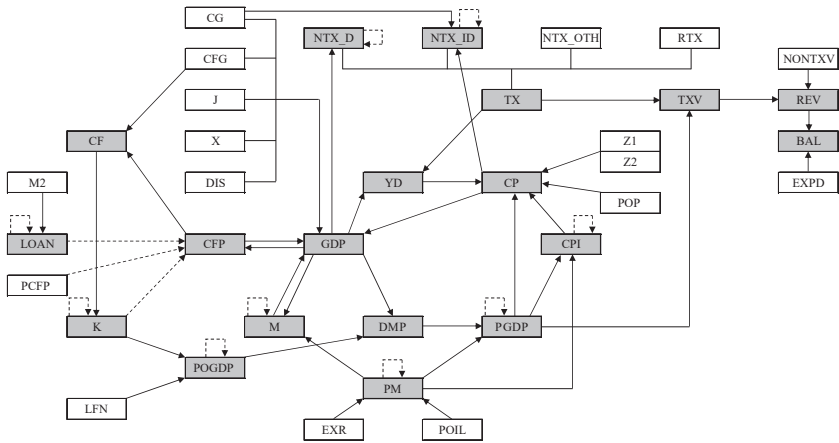 CG
NTX_D
NTX_ID
NTX_OTH
RTX
CFG
NONTXV
J
TX
TXV
REV
CF
X
Z1
Z2
BAL
M2
DIS
YD
CP
EXPD
POP
LOAN
CFP
GDP
CPI
PCFP
K
M
DMP
PGDP
POGDP
PM
LFN
EXR
POIL